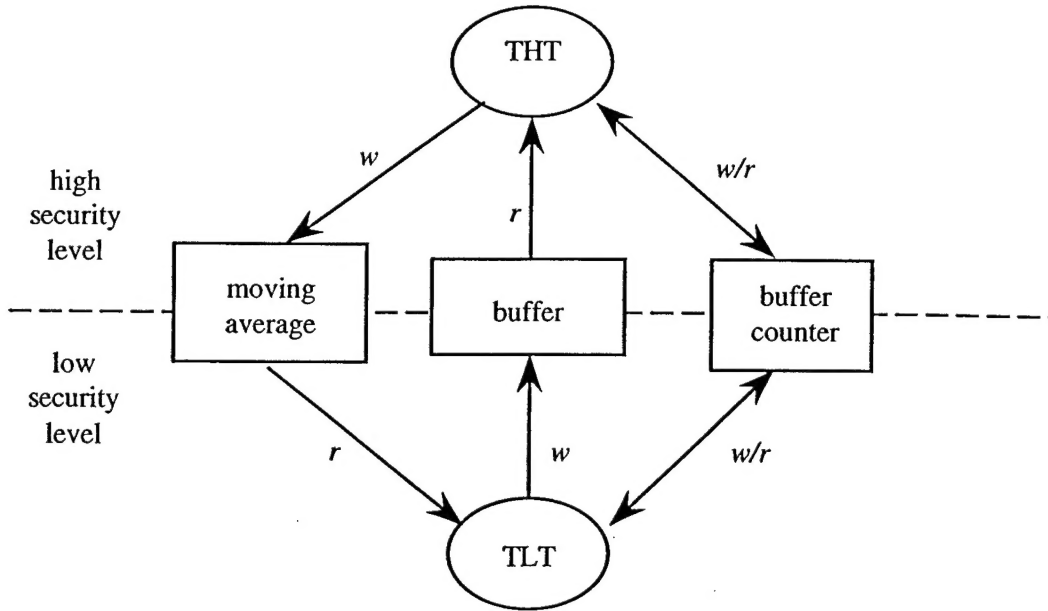 THT
w
w/r
high
security
level
r
moving
average
buffer
buffer
counter
low
security
level
r
w
w/r
TLT